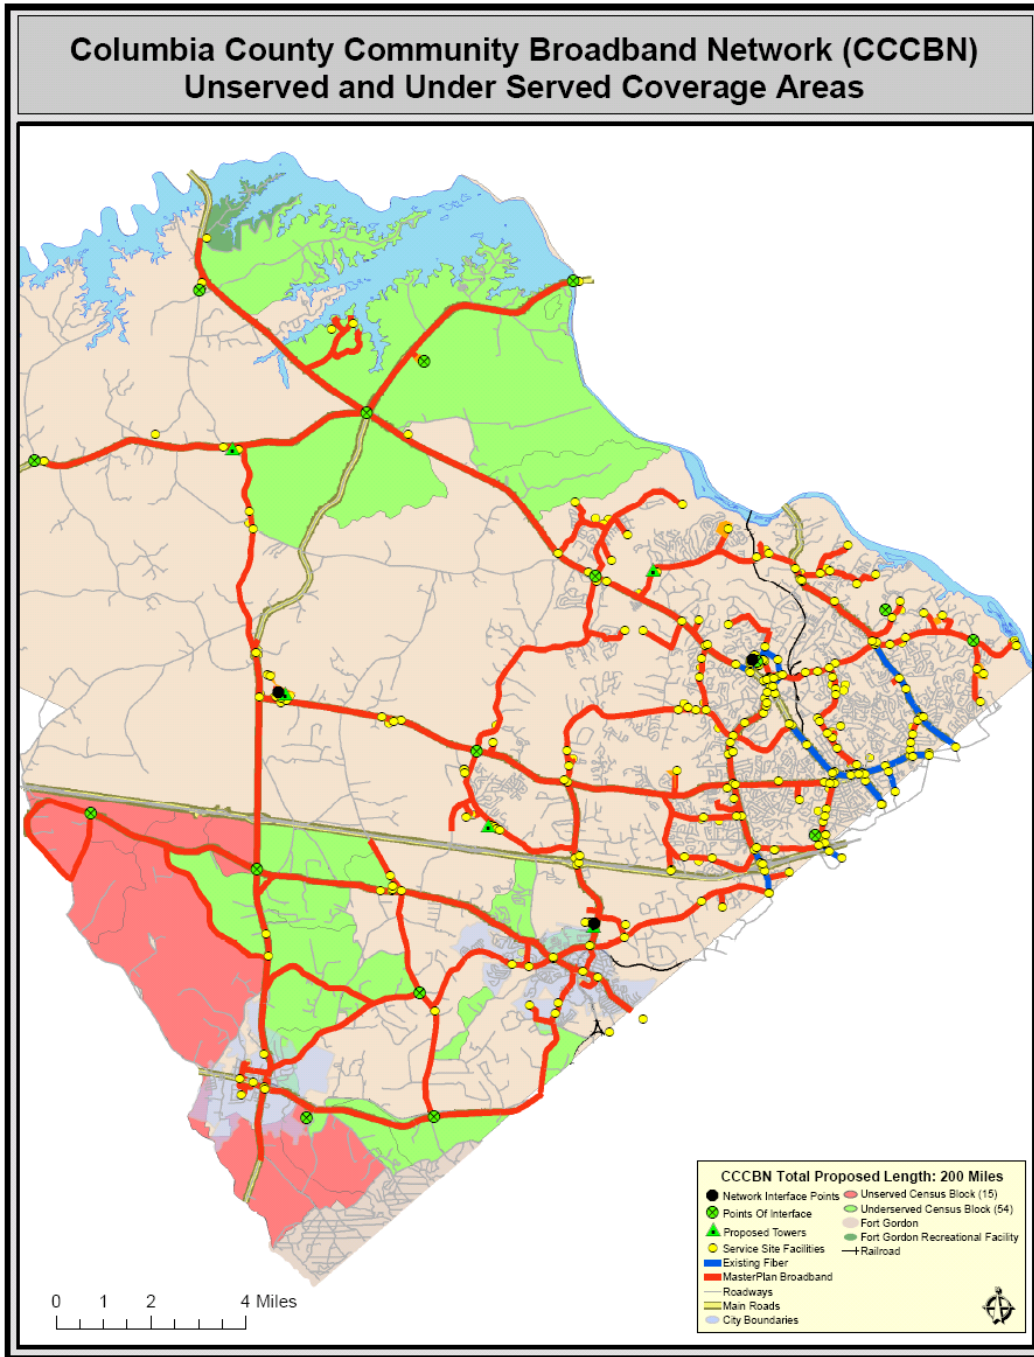 Columbia County Community Broadband Network (CCCBN)
Unserved and Under Served Coverage Areas
CCCBN Total Proposed Length: 200 Miles
Network Interface Points
Points Of Interface
Proposed Towers
Service Site Facilities
Existing Fiber
MasterPlan Broadband
Roadways
Main Roads
City Boundaries
Unserved Census Block (15)
Underserved Census Block (54)
Fort Gordon
Fort Gordon Recreational Facility
Railroad
0 1 2 4 Miles